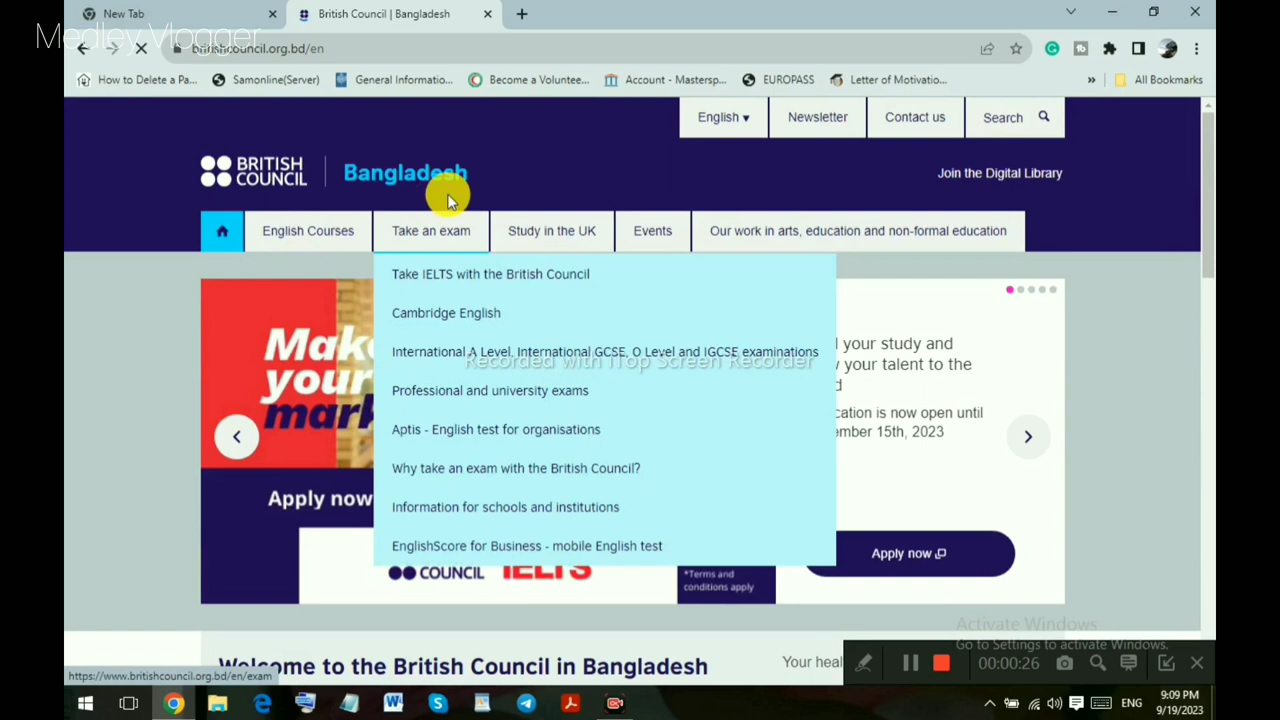 New Tab
British Council | Bangladesh
Medley Vlogger
britishcouncil.org.bd/en
How to Delete a Pa...
Samonline(Server)
General Informatio...
Become a Voluntee...
Account - Mastersp...
EUROPASS
Letter of Motivatio...
»
All Bookmarks
English ▾
Newsletter
Contact us
Search
BRITISH
COUNCIL
Bangladesh
Join the Digital Library
English Courses
Take an exam
Study in the UK
Events
Our work in arts, education and non-formal education
Take IELTS with the British Council
Cambridge English
International A Level, International GCSE, O Level and IGCSE examinations
Professional and university exams
Aptis - English test for organisations
Why take an exam with the British Council?
Information for schools and institutions
EnglishScore for Business - mobile English test
Recorded with iTop Screen Recorder
Make
your
mark
Apply now
COUNCIL
IELTS
*Terms and
conditions apply
your study and
your talent to the
is now open until
15th, 2023
Apply now
Activate Windows
Go to Settings to activate Windows.
Welcome to the British Council in Bangladesh
Your
00:00:26
https://www.britishcouncil.org.bd/en/exam
ENG
9:09 PM
9/19/2023